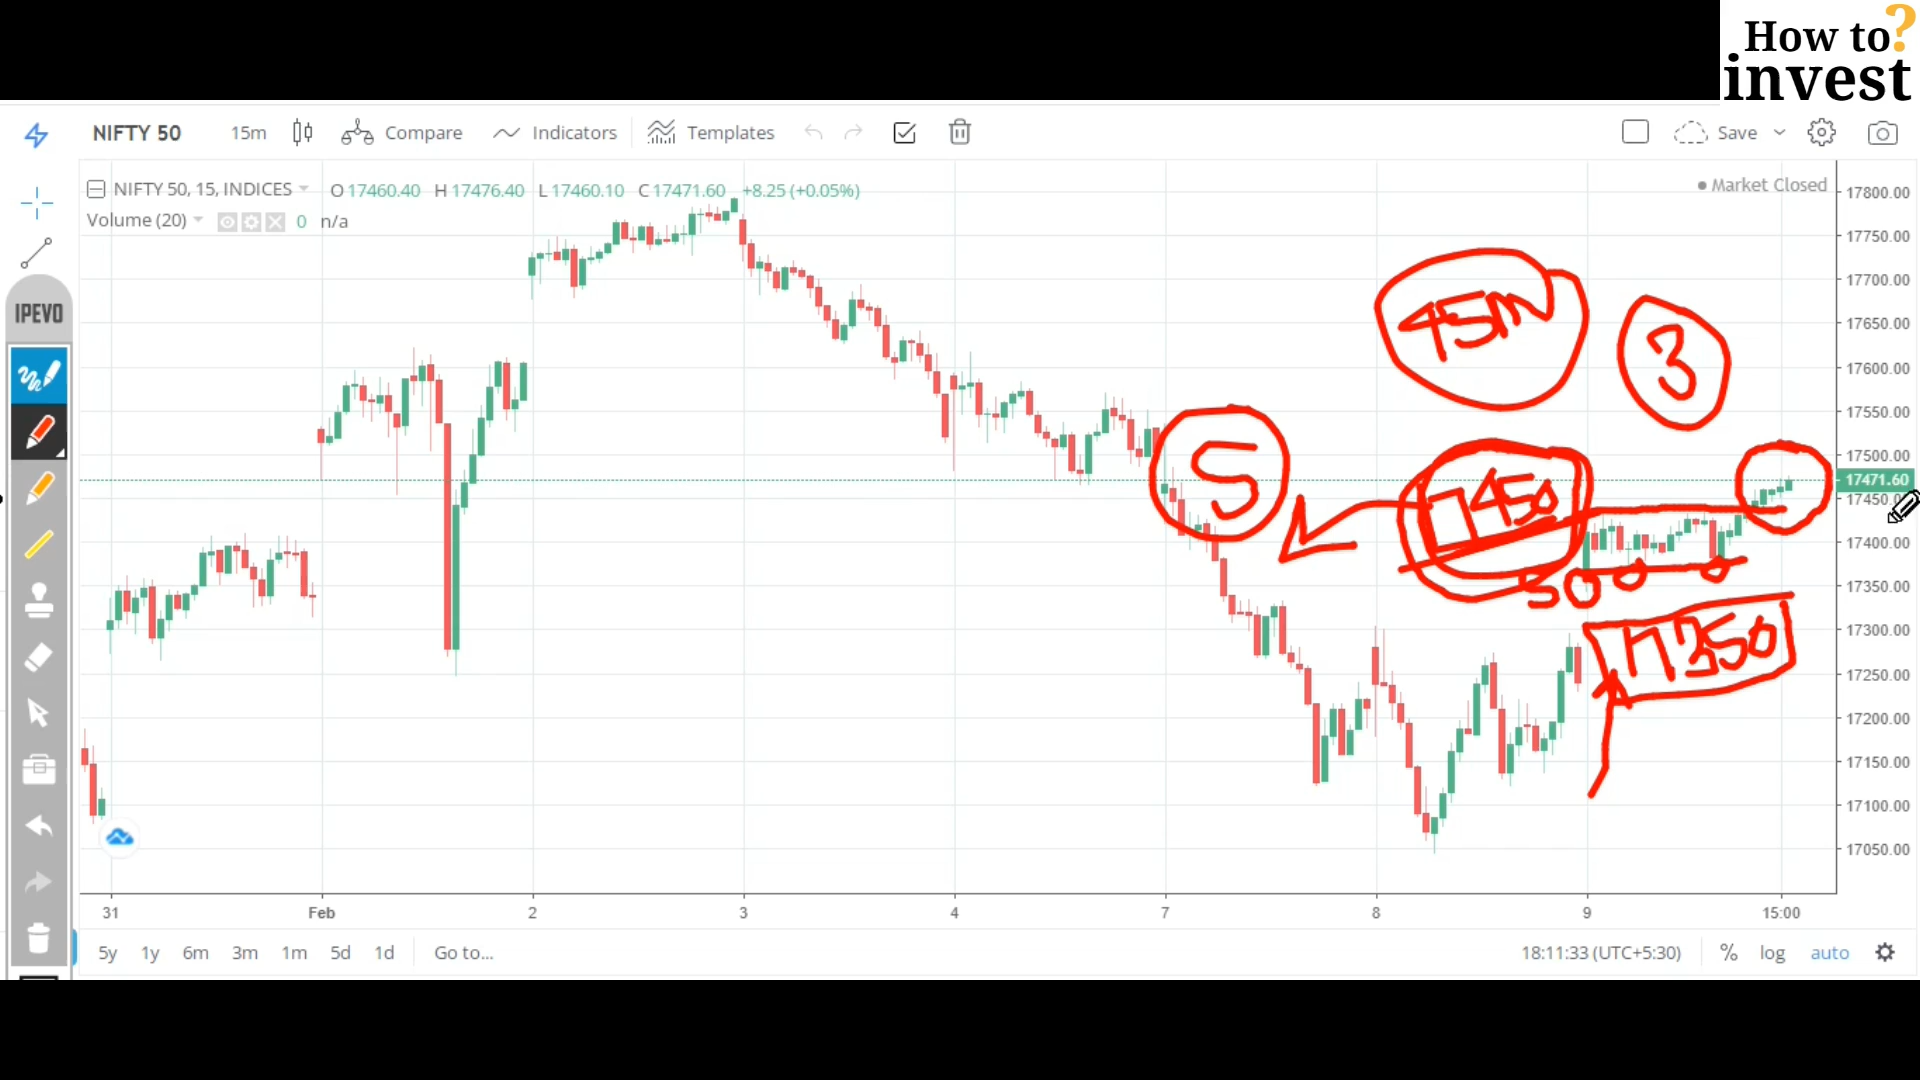 How to?
invest
NIFTY 50 15m Compare Indicators Templates Save
NIFTY 50, 15, INDICES O 17460.40 H 17476.40 L 17460.10 C 17471.60 +8.25 (+0.05%)
Market Closed
Volume (20) 0 n/a
IPEVO
17800.00
17750.00
17700.00
17650.00
17600.00
17550.00
17500.00
17471.60
17450.00
17400.00
17350.00
17300.00
17250.00
17200.00
17150.00
17100.00
17050.00
45m
3
S
7450
17350
31 Feb 2 3 4 7 8 9 15:00
5y 1y 6m 3m 1m 5d 1d Go to... 18:11:33 (UTC+5:30) % log auto